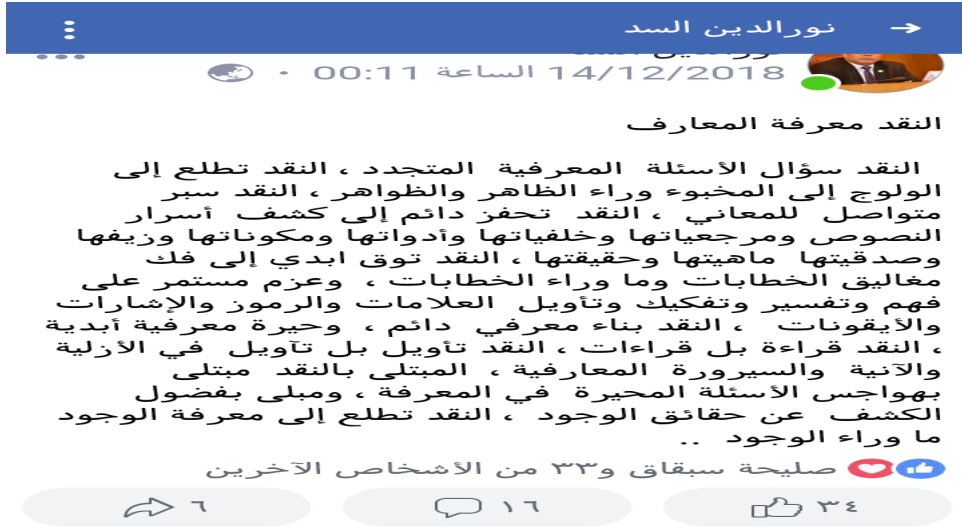 نورالدين السد
نورالدين السد
14/12/2018 الساعة 00:11 ·
النقد معرفة المعارف
النقد سؤال الأسئلة المعرفية المتجدد ، النقد تطلع إلى
الولوج إلى المخبوء وراء الظاهر والظواهر ، النقد سبر
متواصل للمعاني ، النقد تحفز دائم إلى كشف أسرار
النصوص ومرجعياتها وخلفياتها وأدواتها ومكوناتها وزيفها
وصدقيتها ماهيتها وحقيقتها ، النقد توق ابدي إلى فك
مغاليق الخطابات وما وراء الخطابات ، وعزم مستمر على
فهم وتفسير وتفكيك وتأويل العلامات والرموز والإشارات
والأيقونات ، النقد بناء معرفي دائم ، وحيرة معرفية أبدية
، النقد قراءة بل قراءات ، النقد تأويل بل تآويل في الأزلية
والآنية والسيرورة المعارفية ، المبتلى بالنقد مبتلى
بهواجس الأسئلة المحيرة في المعرفة ، ومبلى بفضول
الكشف عن حقائق الوجود ، النقد تطلع إلى معرفة الوجود
ما وراء الوجود ..
صليحة سبقاق و٣٣ من الأشخاص الآخرين
٣٤ ١٦ ٦